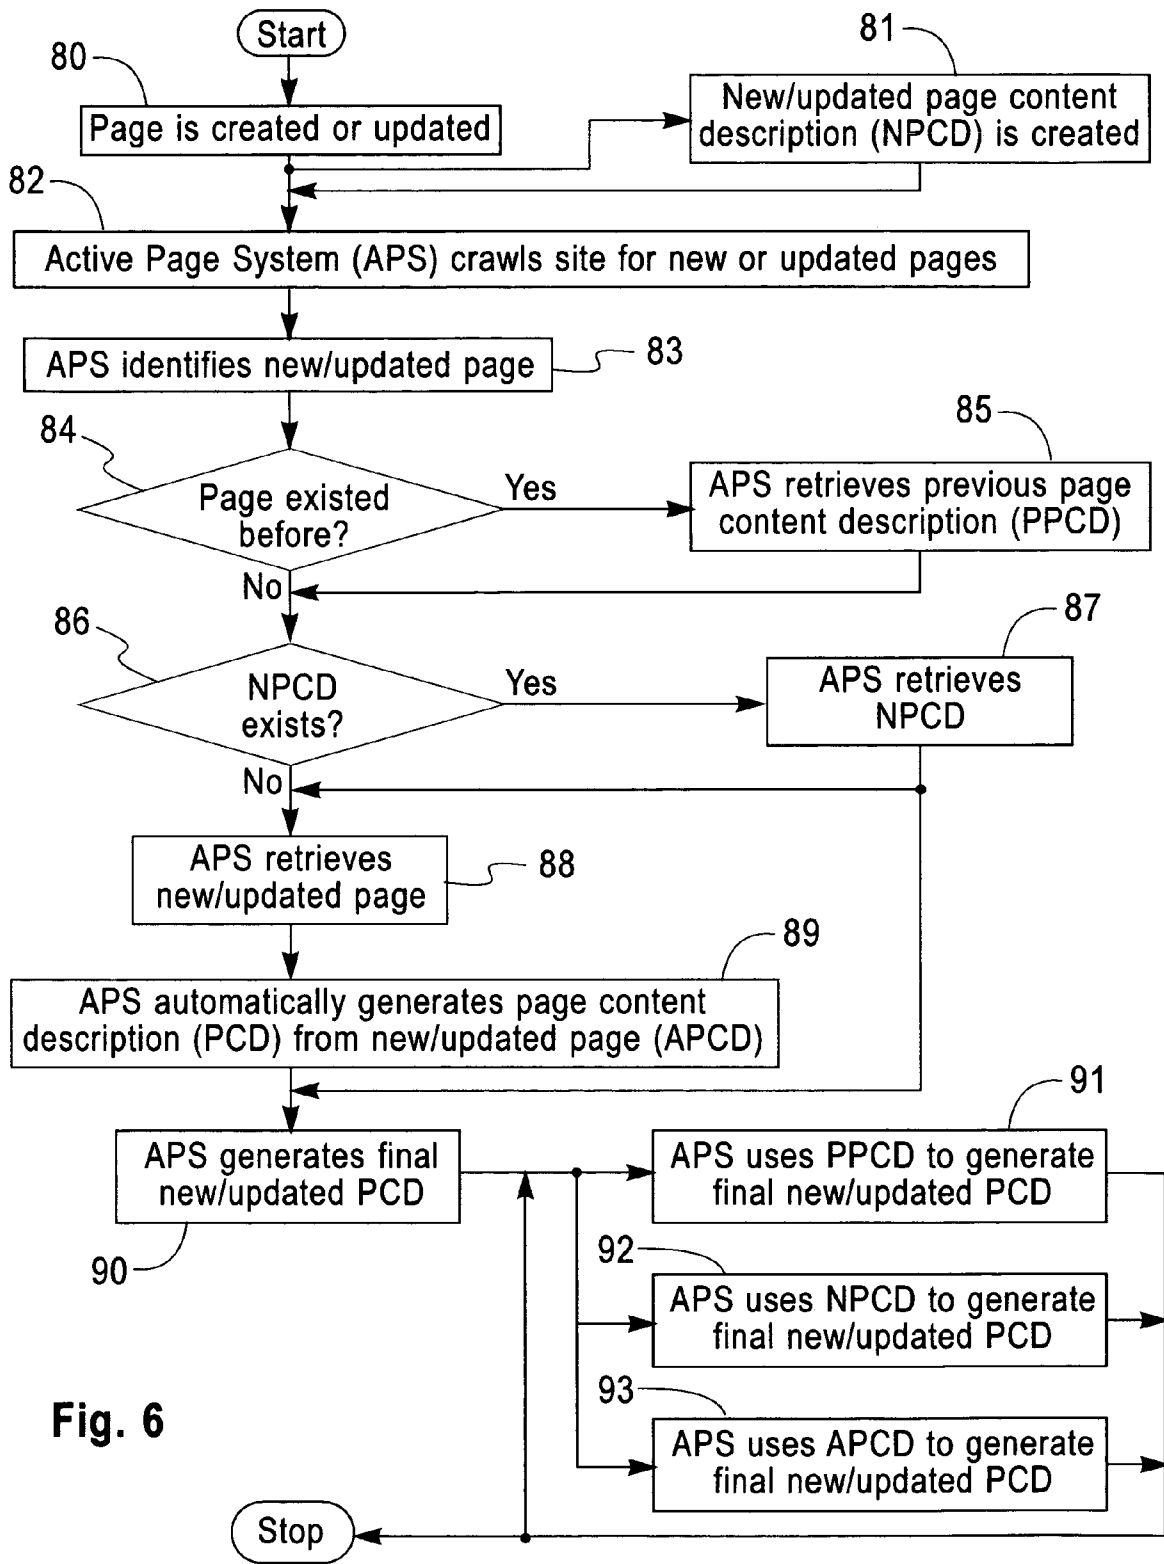 Start
80
81
Page is created or updated
New/updated page content
description (NPCD) is created
82
Active Page System (APS) crawls site for new or updated pages
APS identifies new/updated page
83
84
85
Page existed
before?
Yes
APS retrieves previous page
content description (PPCD)
No
86
87
NPCD
exists?
Yes
APS retrieves
NPCD
No
APS retrieves
new/updated page
88
89
APS automatically generates page content
description (PCD) from new/updated page (APCD)
91
APS generates final
new/updated PCD
APS uses PPCD to generate
final new/updated PCD
90
92
APS uses NPCD to generate
final new/updated PCD
93
Fig. 6
APS uses APCD to generate
final new/updated PCD
Stop